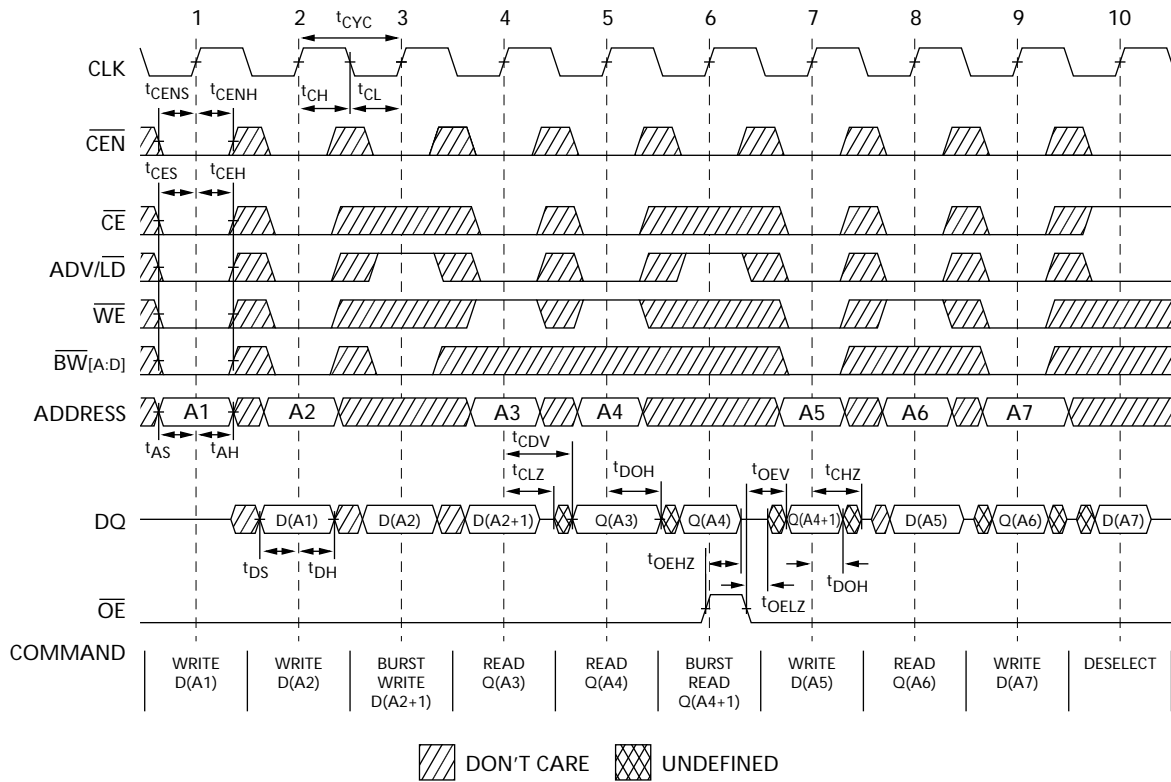 1 2 3 4 5 6 7 8 9 10
tCYC
CLK
tCENS tCENH tCH tCL
CEN
tCES tCEH
CE
ADV/LD
WE
BW[A:D]
ADDRESS A1 A2 A3 A4 A5 A6 A7
tAS tAH tCDV
tCLZ tDOH tOEV tCHZ
DQ D(A1) D(A2) D(A2+1) Q(A3) Q(A4) Q(A4+1) D(A5) Q(A6) D(A7)
tDS tDH tOEHZ tDOH
tOELZ
OE
COMMAND
WRITE D(A1)
WRITE D(A2)
BURST WRITE D(A2+1)
READ Q(A3)
READ Q(A4)
BURST READ Q(A4+1)
WRITE D(A5)
READ Q(A6)
WRITE D(A7)
DESELECT
DON'T CARE UNDEFINED